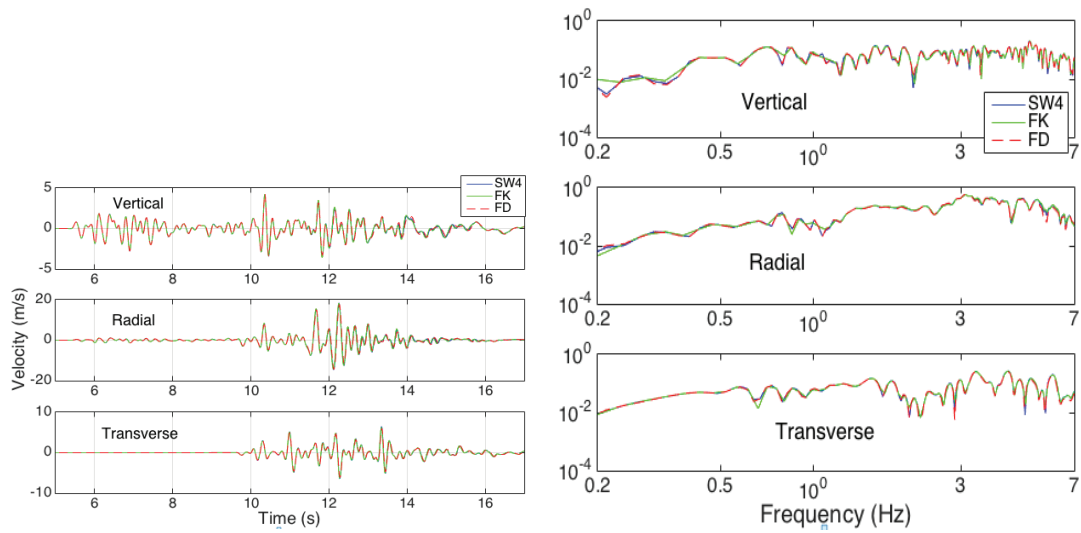 5
0
-5
Vertical
SW4
FK
FD
6 8 10 12 14 16
20
0
-20
Radial
6 8 10 12 14 16
10
0
-10
Transverse
6 8 10 12 14 16
Velocity (m/s)
Time (s)
10^0
10^-2
10^-4
Vertical
SW4
FK
FD
0.2 0.5 10^0 3 7
10^0
10^-2
10^-4
Radial
0.2 0.5 10^0 3 7
10^0
10^-2
10^-4
Transverse
0.2 0.5 10^0 3 7
Frequency (Hz)